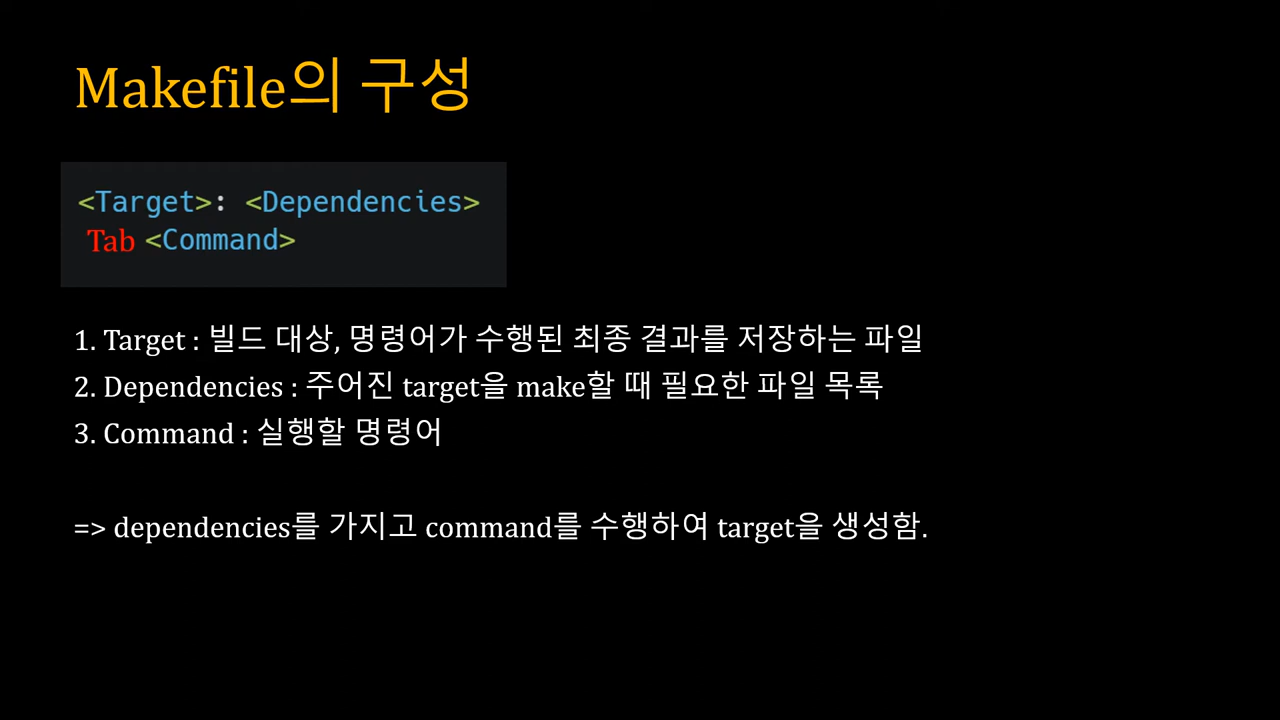 Makefile의 구성
<Target>: <Dependencies>
Tab <Command>
1. Target : 빌드 대상, 명령어가 수행된 최종 결과를 저장하는 파일
2. Dependencies : 주어진 target을 make할 때 필요한 파일 목록
3. Command : 실행할 명령어
=> dependencies를 가지고 command를 수행하여 target을 생성함.